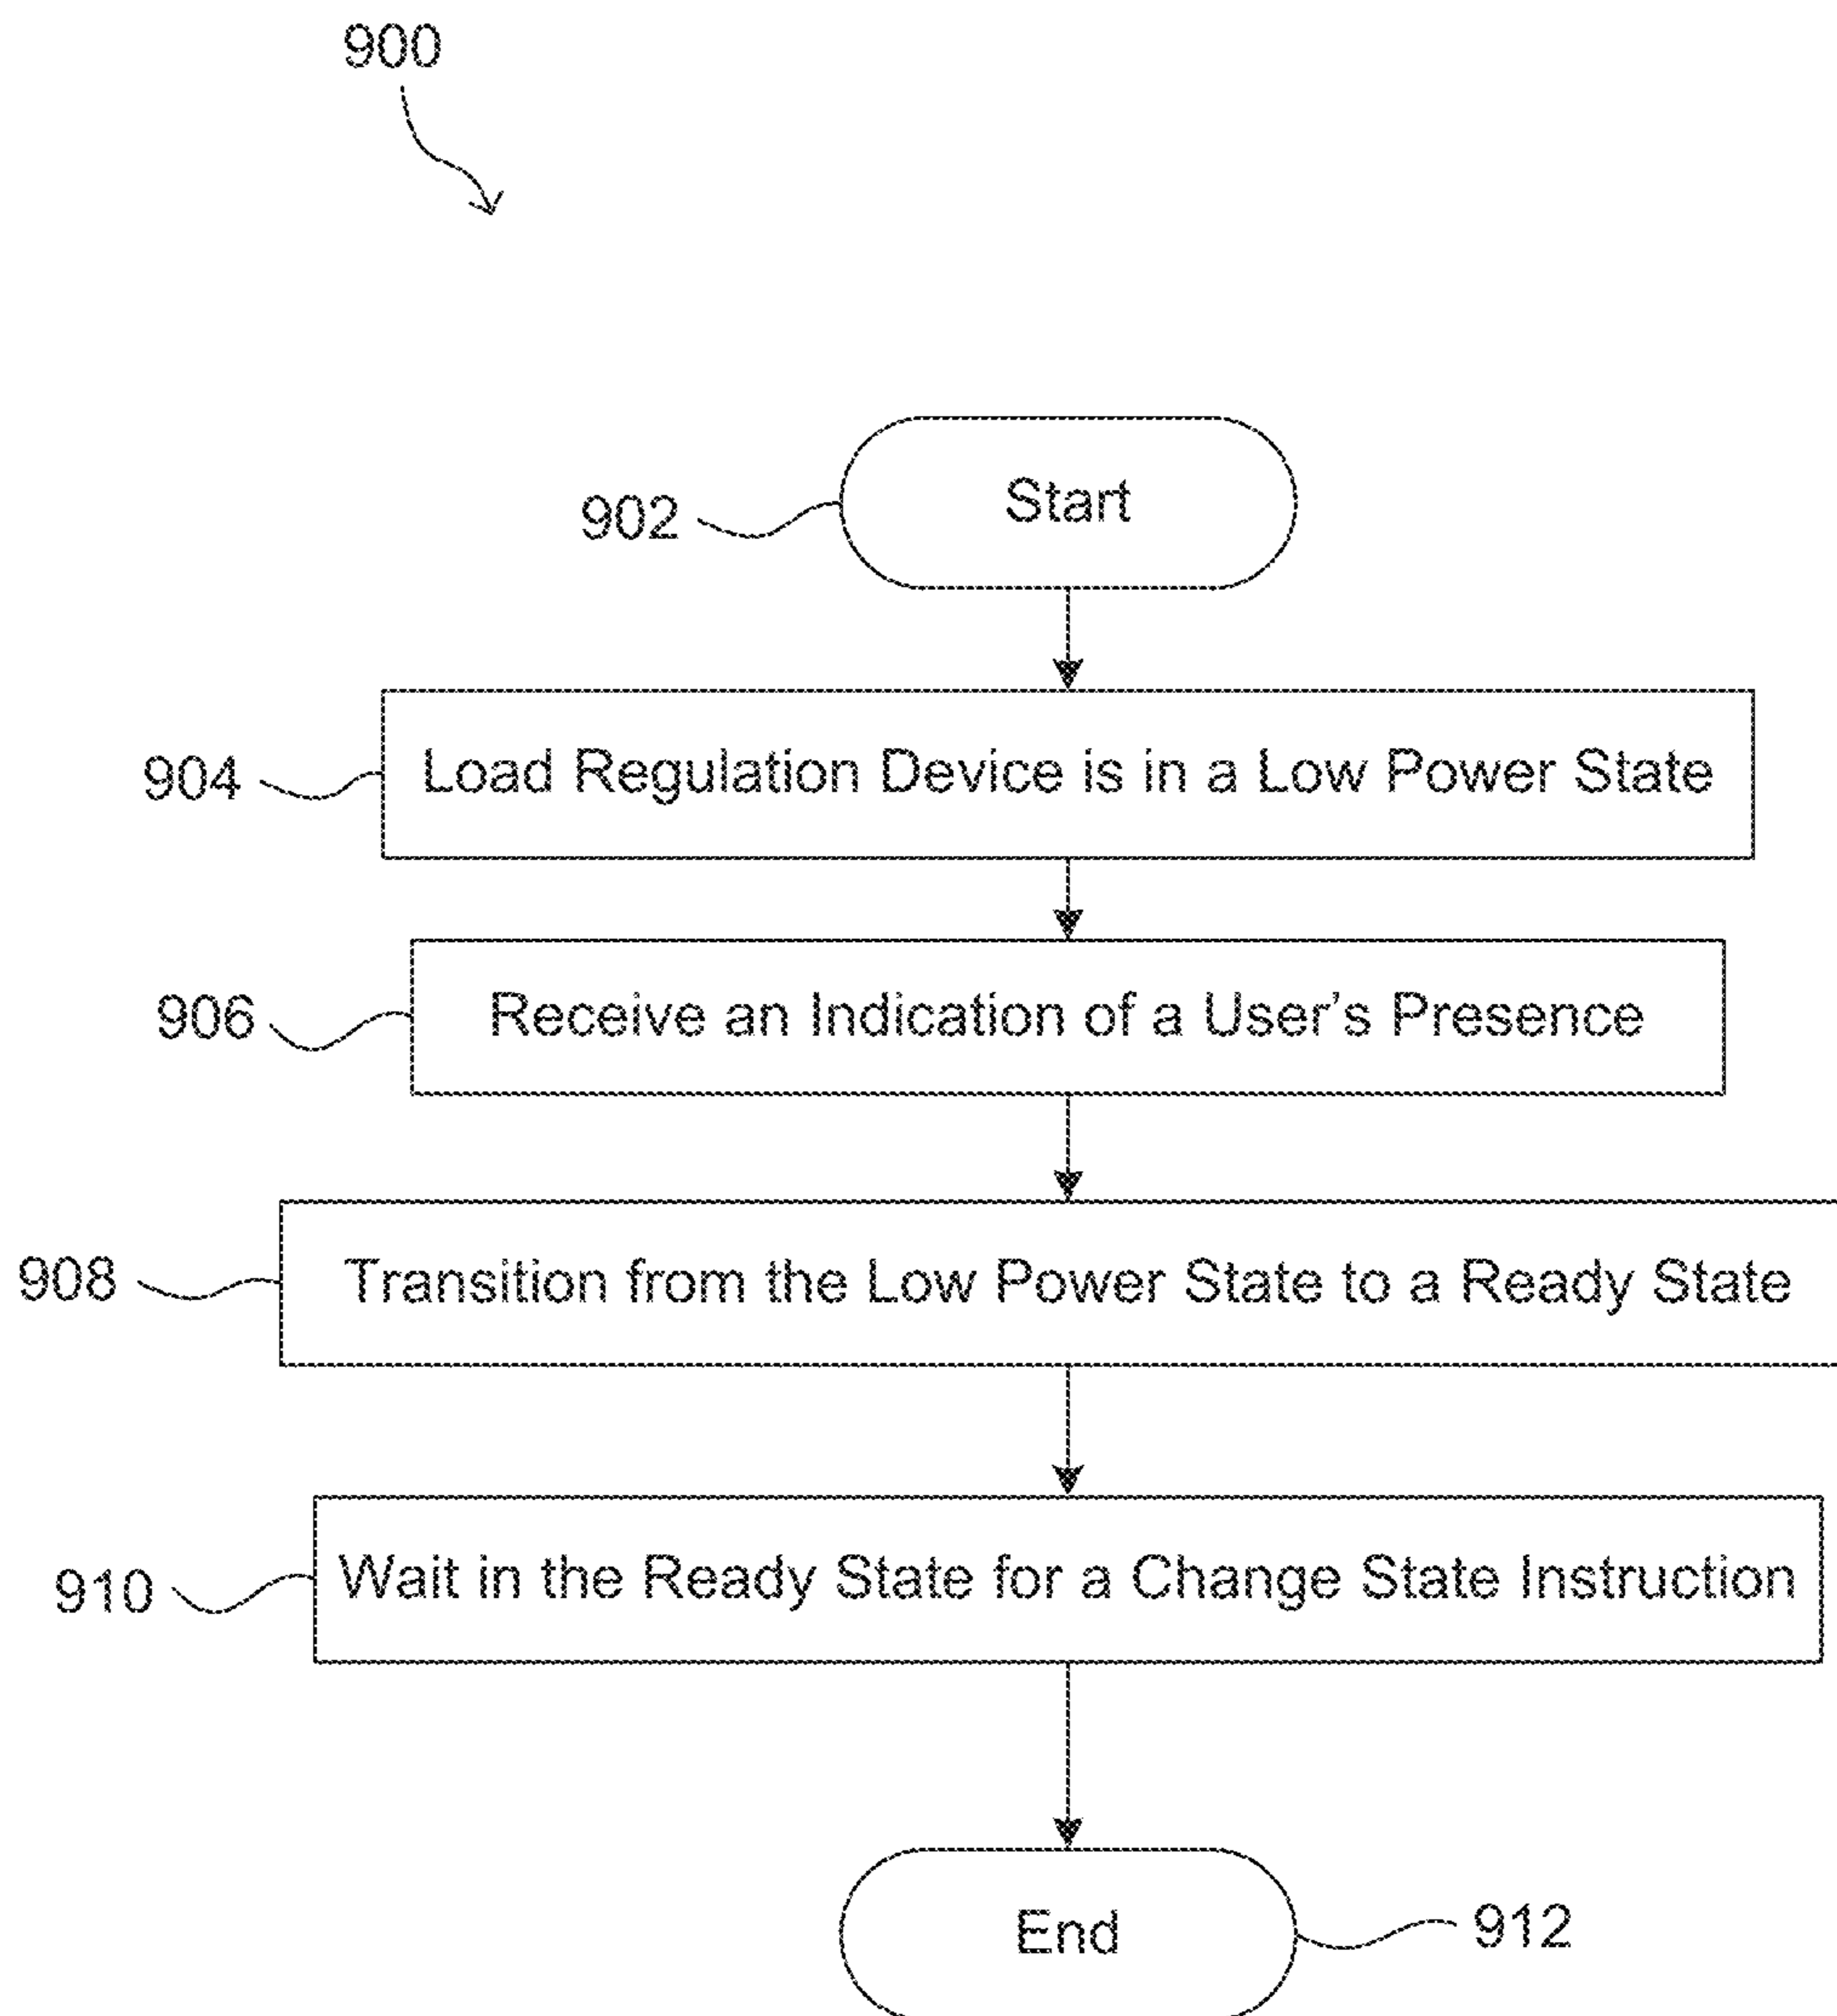 900
902
Start
904
Load Regulation Device is in a Low Power State
906
Receive an Indication of a User's Presence
908
Transition from the Low Power State to a Ready State
910
Wait in the Ready State for a Change State Instruction
End
912